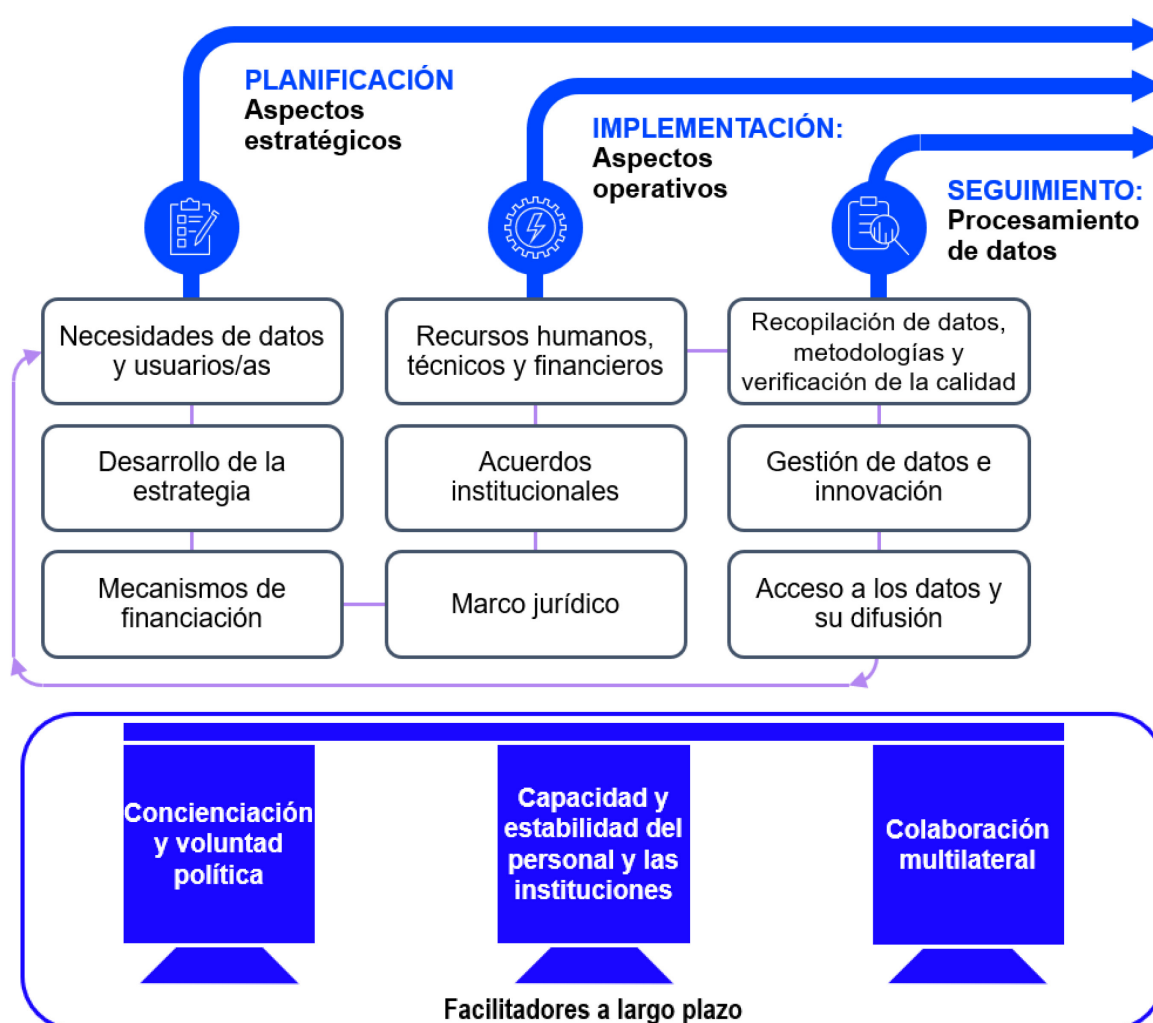 PLANIFICACIÓN
Aspectos
estratégicos
IMPLEMENTACIÓN:
Aspectos
operativos
SEGUIMIENTO:
Procesamiento
de datos
Necesidades de datos
y usuarios/as
Recursos humanos,
técnicos y financieros
Recopilación de datos,
metodologías y
verificación de la calidad
Desarrollo de la
estrategia
Acuerdos
institucionales
Gestión de datos e
innovación
Mecanismos de
financiación
Marco jurídico
Acceso a los datos y
su difusión
Concienciación
y voluntad
política
Capacidad y
estabilidad del
personal y las
instituciones
Colaboración
multilateral
Facilitadores a largo plazo